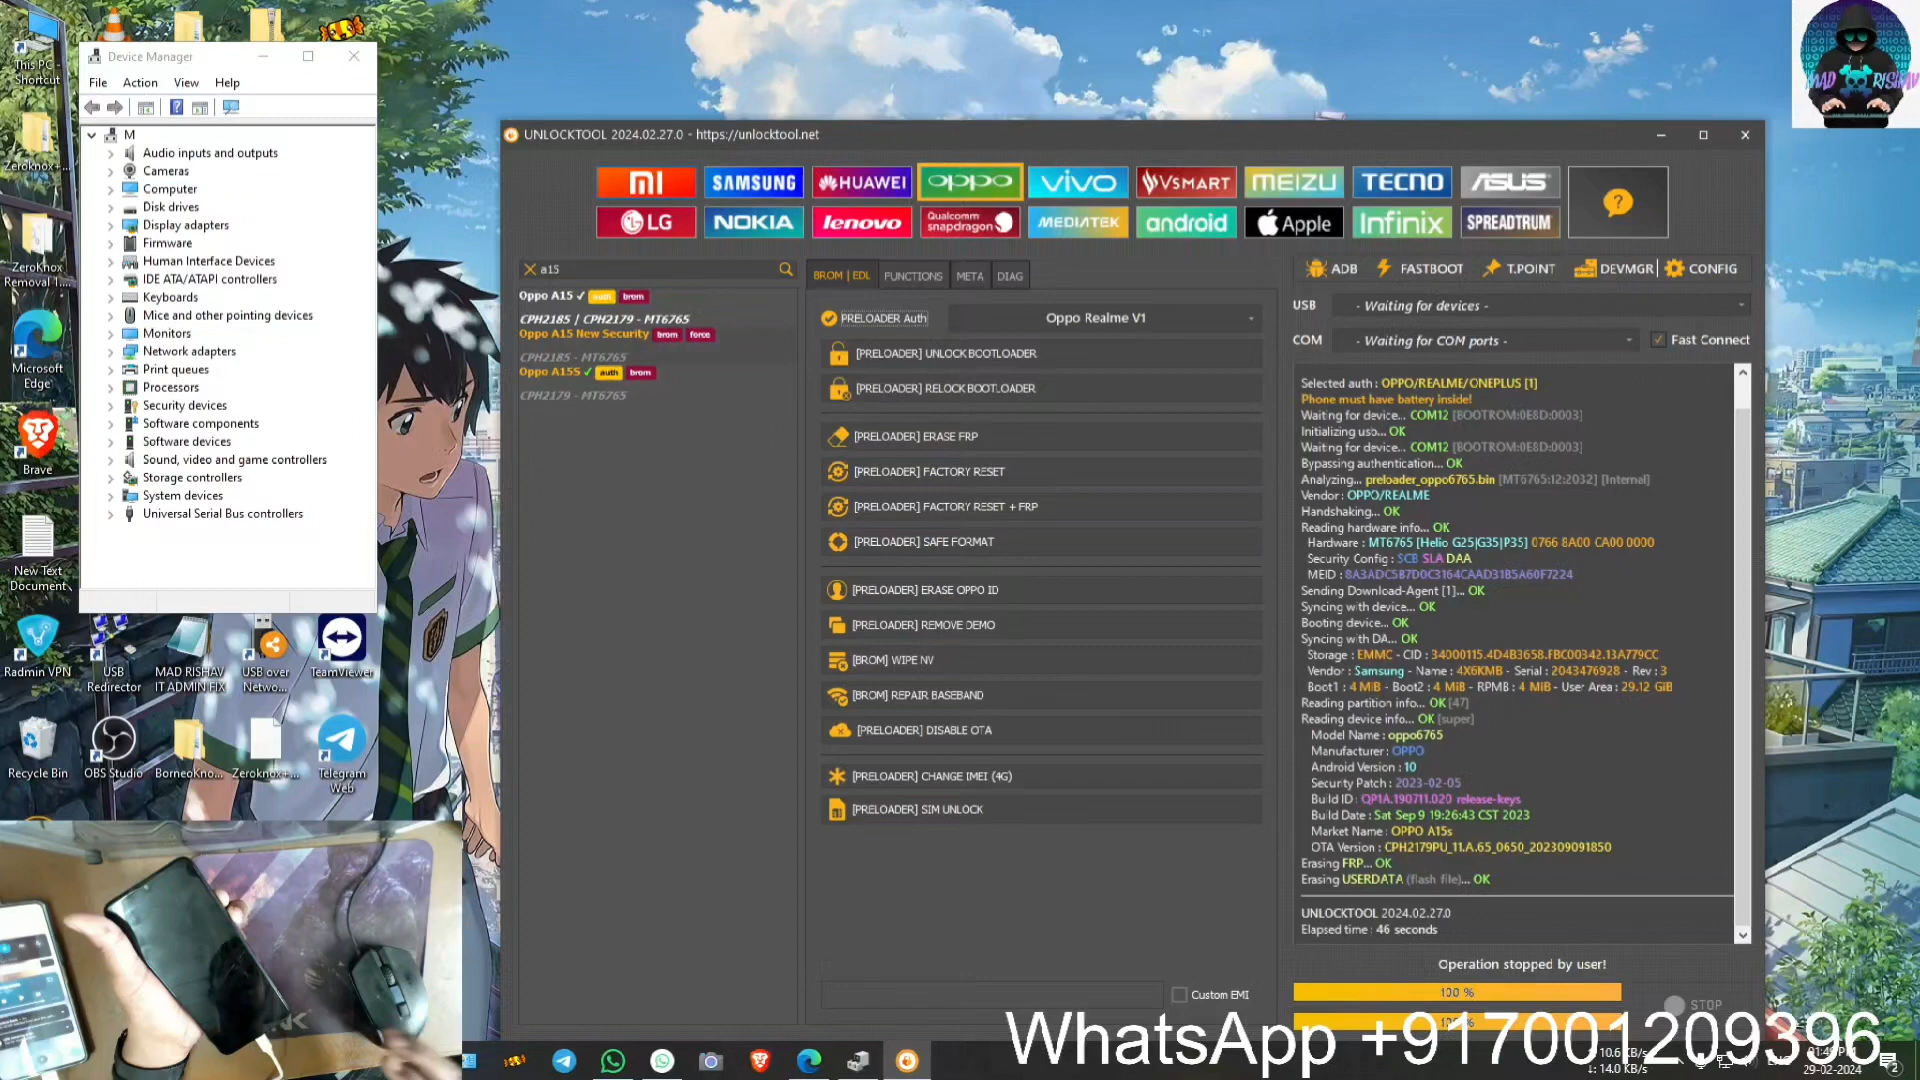 This PC - Shortcut
Zeroknox+...
ZeroKnox Removal T...
Microsoft Edge
Brave
New Text Document
Radmin VPN
USB Redirector
MAD RISHAV IT ADMIN FIX
USB over Netwo...
TeamViewer
Recycle Bin
OBS Studio
BorneoKno...
Zeroknox+...
Telegram Web
Device Manager
File Action View Help
M
Audio inputs and outputs
Cameras
Computer
Disk drives
Display adapters
Firmware
Human Interface Devices
IDE ATA/ATAPI controllers
Keyboards
Mice and other pointing devices
Monitors
Network adapters
Print queues
Processors
Security devices
Software components
Software devices
Sound, video and game controllers
Storage controllers
System devices
Universal Serial Bus controllers
UNLOCKTOOL 2024.02.27.0 - https://unlocktool.net
MI SAMSUNG HUAWEI oppo vivo VSMART MEIZU TECNO ASUS
LG NOKIA lenovo Qualcomm snapdragon MEDIATEK android Apple Infinix SPREADTRUM
?
a15
Oppo A15 ✓ auth brom
CPH2185 / CPH2179 - MT6765
Oppo A15 New Security brom force
CPH2185 - MT6765
Oppo A15S ✓ auth brom
CPH2179 - MT6765
BROM | EDL FUNCTIONS META DIAG
PRELOADER Auth Oppo Realme V1
[PRELOADER] UNLOCK BOOTLOADER
[PRELOADER] RELOCK BOOTLOADER
[PRELOADER] ERASE FRP
[PRELOADER] FACTORY RESET
[PRELOADER] FACTORY RESET + FRP
[PRELOADER] SAFE FORMAT
[PRELOADER] ERASE OPPO ID
[PRELOADER] REMOVE DEMO
[BROM] WIPE NV
[BROM] REPAIR BASEBAND
[PRELOADER] DISABLE OTA
[PRELOADER] CHANGE IMEI (4G)
[PRELOADER] SIM UNLOCK
Custom EMI
ADB FASTBOOT T.POINT DEVMGR CONFIG
USB - Waiting for devices -
COM - Waiting for COM ports - Fast Connect
Selected auth : OPPO/REALME/ONEPLUS [1]
Phone must have battery inside!
Waiting for device... COM12 [BOOTROM:0E8D:0003]
Initializing usb... OK
Waiting for device... COM12 [BOOTROM:0E8D:0003]
Bypassing authentication... OK
Analyzing... preloader_oppo6765.bin [MT6765:12:2032] [Internal]
Vendor : OPPO/REALME
Handshaking... OK
Reading hardware info... OK
Hardware : MT6765 [Helio G25|G35|P35] 0766 8A00 CA00 0000
Security Config : SCB SLA DAA
MEID : 8A3ADC5B7D0C3164CAAD31B5A60F7224
Sending Download-Agent [1]... OK
Syncing with device... OK
Booting device... OK
Syncing with DA... OK
Storage : EMMC - CID : 34000115.4D4B3658.FBC00342.13A779CC
Vendor : Samsung - Name : 4X6KMB - Serial : 2043476928 - Rev : 3
Boot1 : 4 MiB - Boot2 : 4 MiB - RPMB : 4 MiB - User Area : 29.12 GiB
Reading partition info... OK [47]
Reading device info... OK [super]
Model Name : oppo6765
Manufacturer : OPPO
Android Version : 10
Security Patch : 2023-02-05
Build ID : QP1A.190711.020 release-keys
Build Date : Sat Sep 9 19:26:43 CST 2023
Market Name : OPPO A15s
OTA Version : CPH2179PU_11.A.65_0650_202309091850
Erasing FRP... OK
Erasing USERDATA (flash file)... OK
UNLOCKTOOL 2024.02.27.0
Elapsed time : 46 seconds
Operation stopped by user!
100 %
STOP
WhatsApp +917001209396
10.6 KB/s
14.0 KB/s
29-02-2024
2